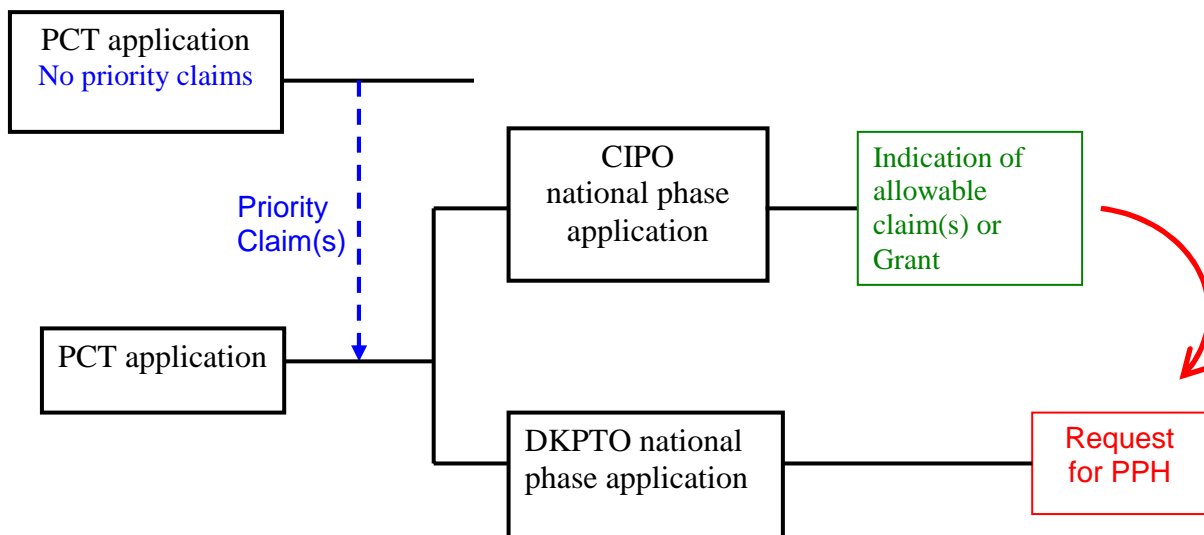 PCT application
No priority claims
CIPO
national phase
application
Indication of
allowable
claim(s) or
Grant
Priority
Claim(s)
PCT application
DKPTO national
phase application
Request
for PPH